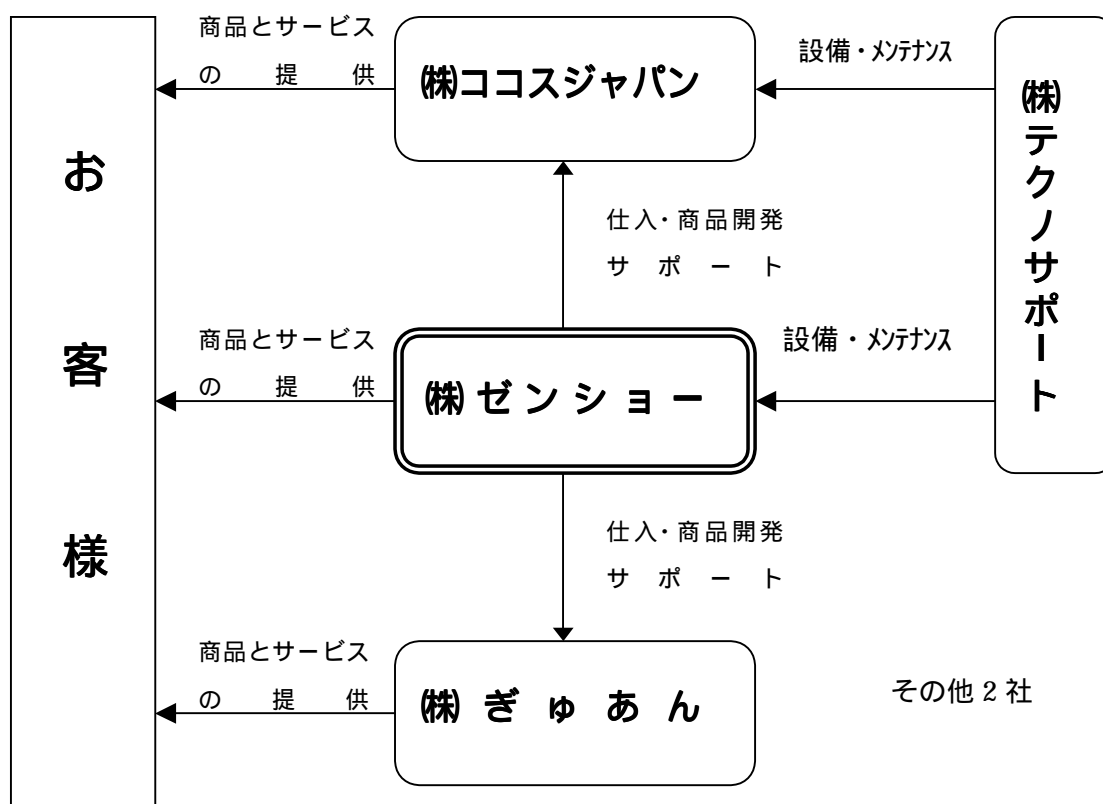 お客様
商品とサービス
の提供
㈱ココスジャパン
設備・メンテナンス
㈱テクノサポート
仕入・商品開発
サポート
商品とサービス
の提供
㈱ゼンショー
設備・メンテナンス
仕入・商品開発
サポート
商品とサービス
の提供
㈱ぎゅあん
その他2社